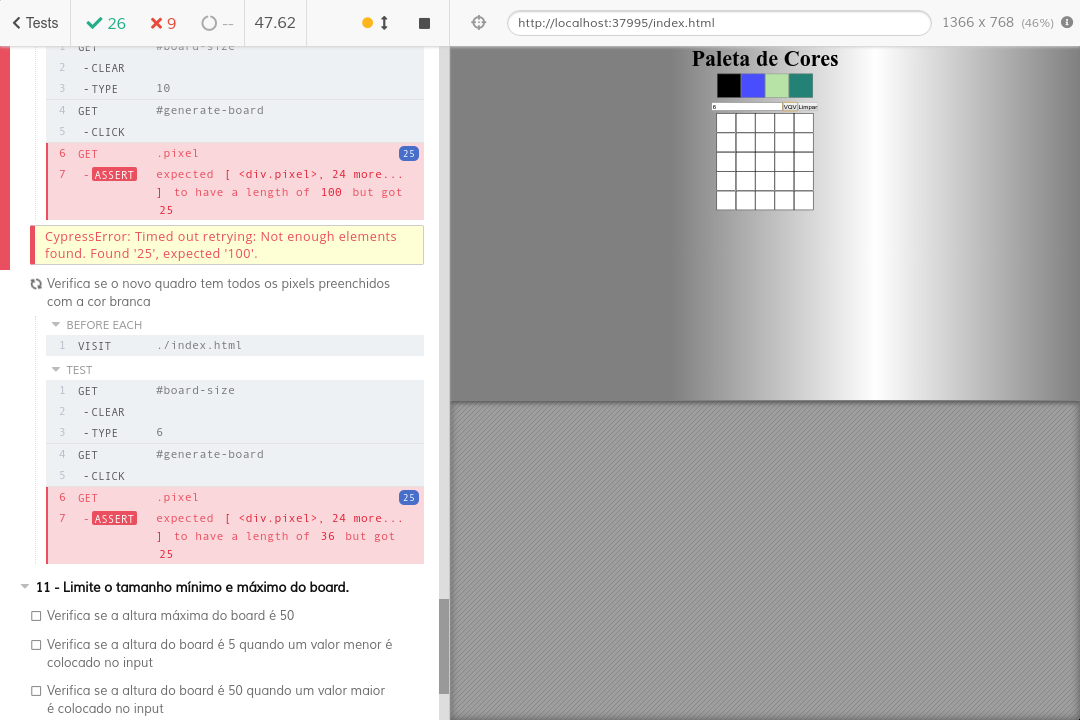 Tests 26 9 -- 47.62 http://localhost:37995/index.html 1366 x 768 (46%)
1 GET #board-size
2 -CLEAR
3 -TYPE 10
4 GET #generate-board
5 -CLICK
6 GET .pixel 25
7 -ASSERT expected [ <div.pixel>, 24 more...
] to have a length of 100 but got
25
CypressError: Timed out retrying: Not enough elements
found. Found '25', expected '100'.
Verifica se o novo quadro tem todos os pixels preenchidos
com a cor branca
BEFORE EACH
1 VISIT ./index.html
TEST
1 GET #board-size
2 -CLEAR
3 -TYPE 6
4 GET #generate-board
5 -CLICK
6 GET .pixel 25
7 -ASSERT expected [ <div.pixel>, 24 more...
] to have a length of 36 but got
25
11 - Limite o tamanho mínimo e máximo do board.
Verifica se a altura máxima do board é 50
Verifica se a altura do board é 5 quando um valor menor é
colocado no input
Verifica se a altura do board é 50 quando um valor maior
é colocado no input
Paleta de Cores
6 VQV Limpar